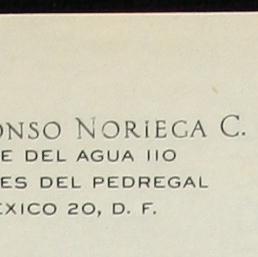 ONSO NORIEGA C.
E DEL AGUA 110
ES DEL PEDREGAL
EXICO 20, D. F.